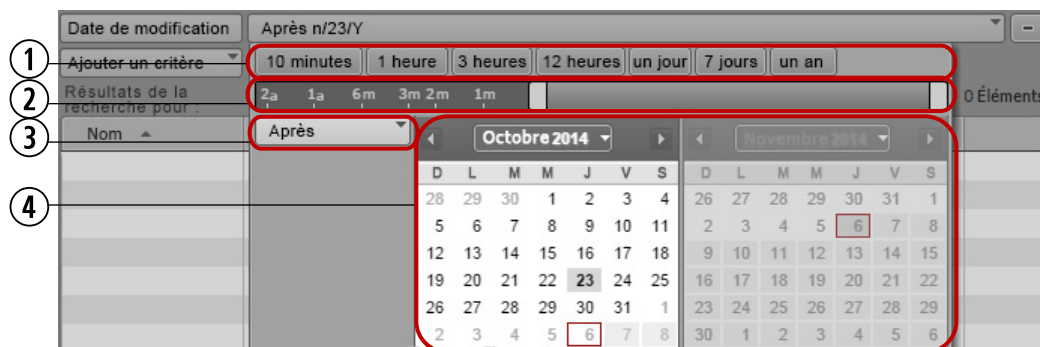 Date de modification Après n/23/Y –
1 Ajouter un critère 10 minutes 1 heure 3 heures 12 heures un jour 7 jours un an
2 Résultats de la recherche pour : 2a 1a 6m 3m 2m 1m 0 Éléments
3 Nom Après Octobre 2014 Novembre 2014
D L M M J V S D L M M J V S
4 28 29 30 1 2 3 4 26 27 28 29 30 31 1
5 6 7 8 9 10 11 2 3 4 5 6 7 8
12 13 14 15 16 17 18 9 10 11 12 13 14 15
19 20 21 22 23 24 25 16 17 18 19 20 21 22
26 27 28 29 30 31 1 23 24 25 26 27 28 29
2 3 4 5 6 7 8 30 1 2 3 4 5 6